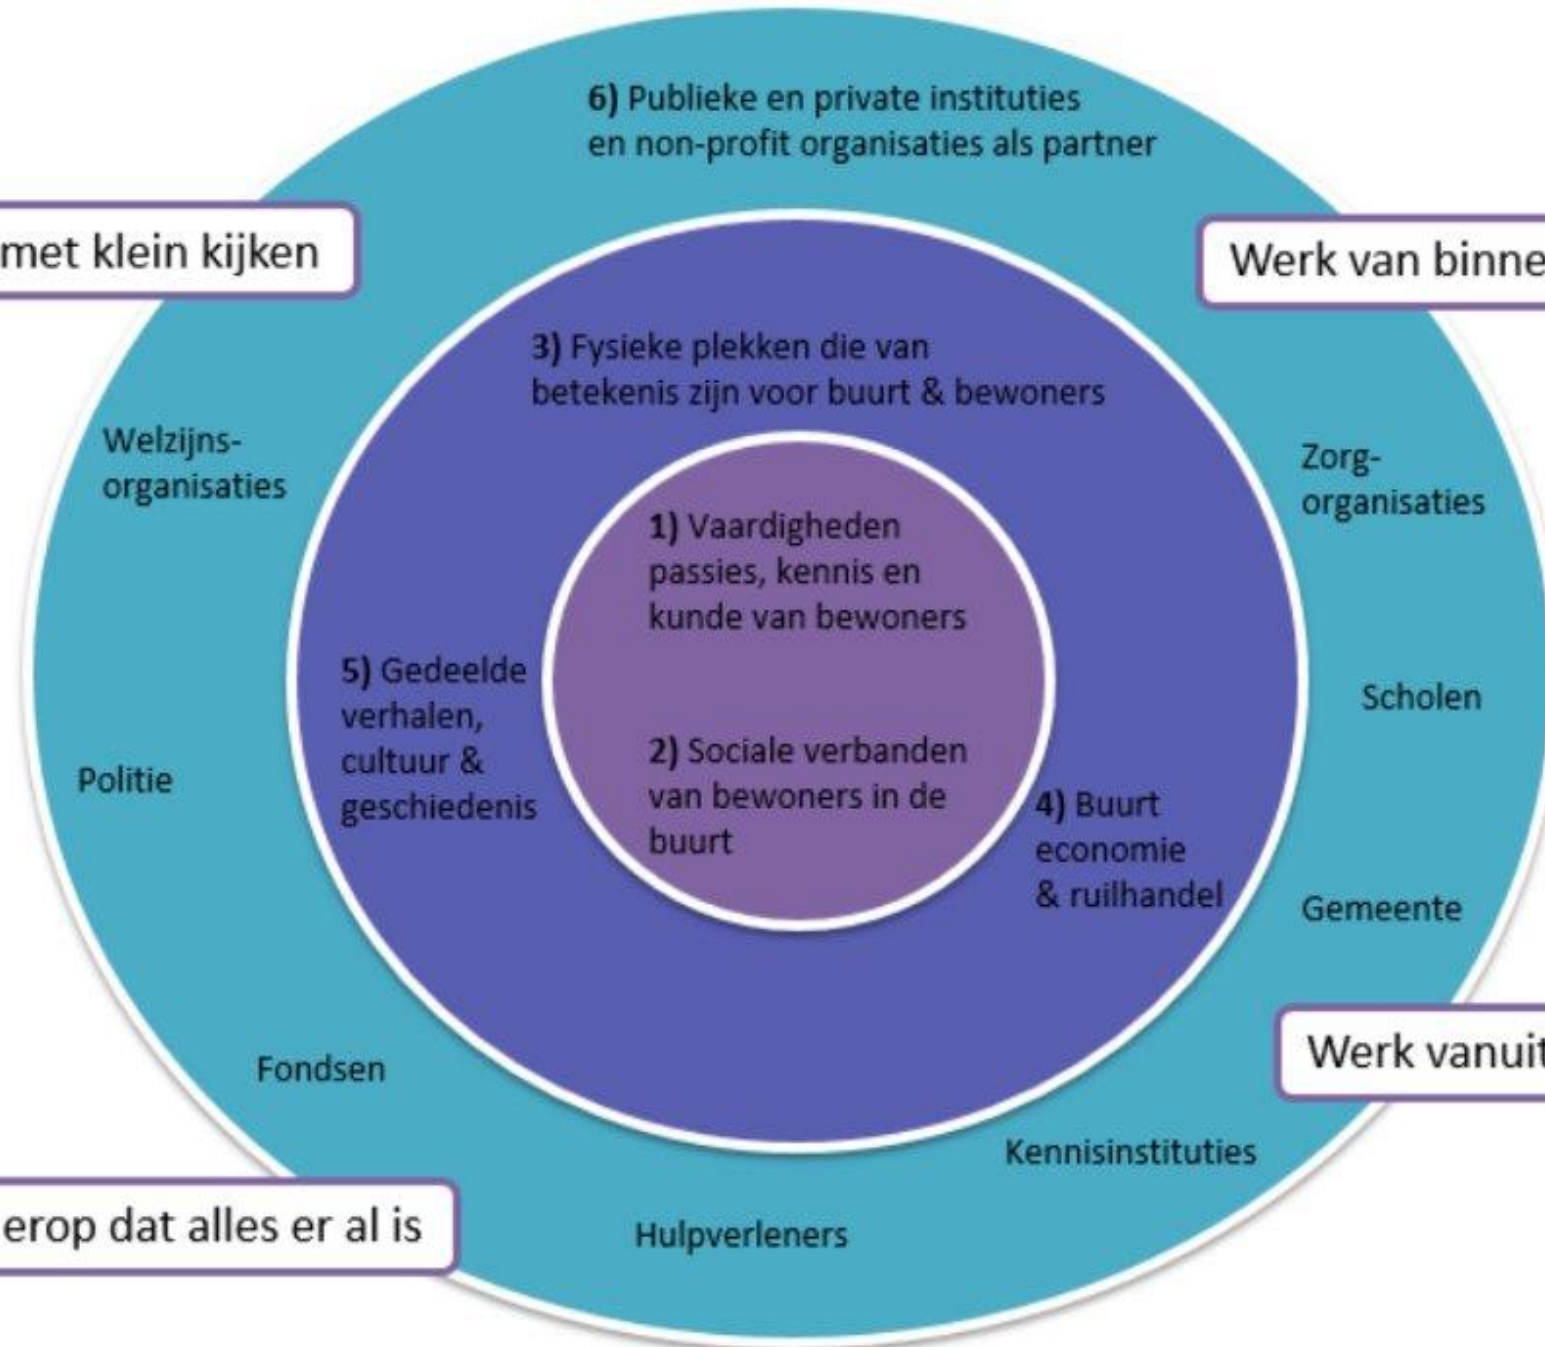 6) Publieke en private instituties
en non-profit organisaties als partner
met klein kijken
Werk van binne
3) Fysieke plekken die van
betekenis zijn voor buurt & bewoners
Welzijns-
organisaties
Zorg-
organisaties
1) Vaardigheden
passies, kennis en
kunde van bewoners
5) Gedeelde
verhalen,
cultuur &
geschiedenis
Scholen
Politie
2) Sociale verbanden
van bewoners in de
buurt
4) Buurt
economie
& ruilhandel
Gemeente
Fondsen
Werk vanuit
Kennisinstituties
erop dat alles er al is
Hulpverleners